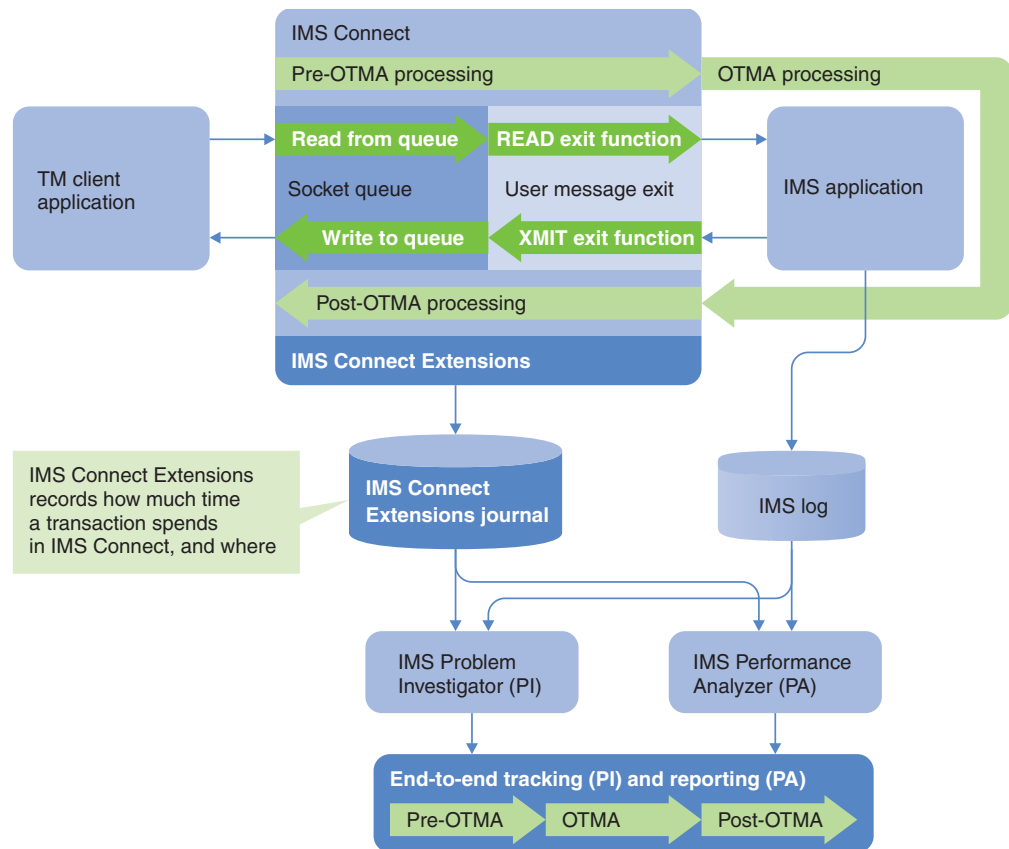 IMS Connect
Pre-OTMA processing
OTMA processing
TM client
application
Read from queue
READ exit function
Socket queue
User message exit
IMS application
Write to queue
XMIT exit function
Post-OTMA processing
IMS Connect Extensions
IMS Connect Extensions
records how much time
a transaction spends
in IMS Connect, and where
IMS Connect
Extensions journal
IMS log
IMS Problem
Investigator (PI)
IMS Performance
Analyzer (PA)
End-to-end tracking (PI) and reporting (PA)
Pre-OTMA
OTMA
Post-OTMA